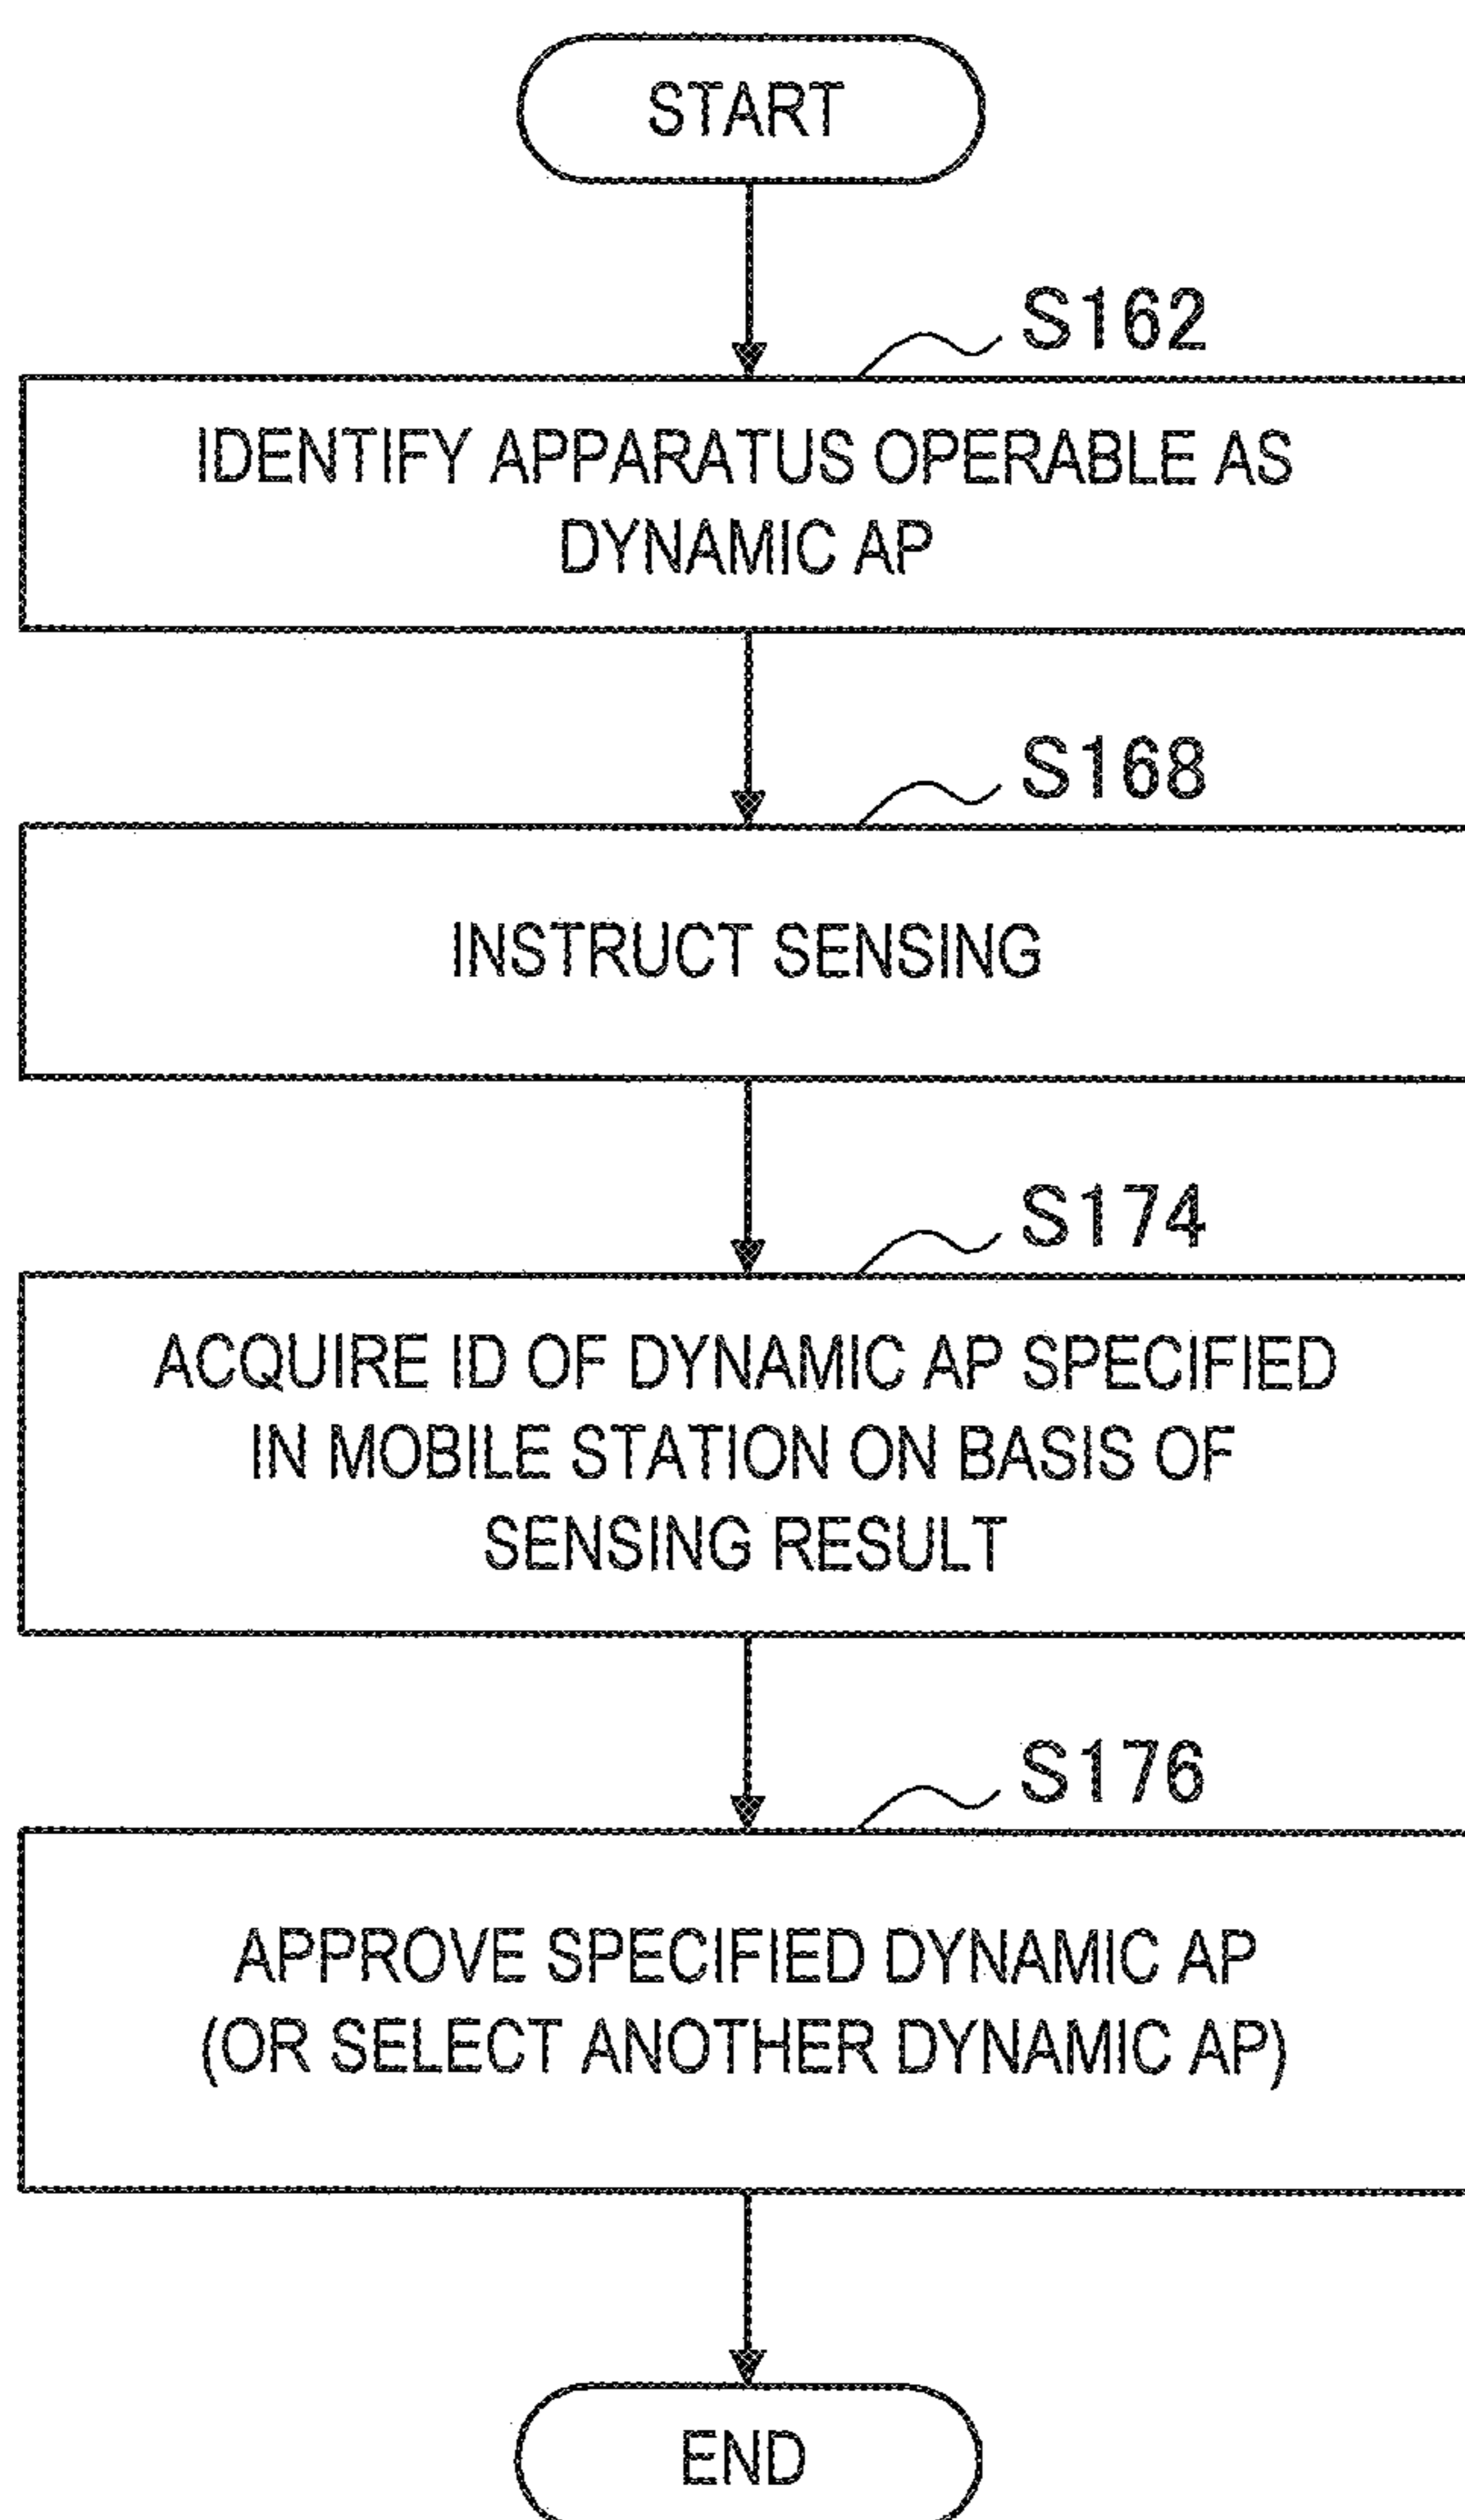 START
S162
IDENTIFY APPARATUS OPERABLE AS
DYNAMIC AP
S168
INSTRUCT SENSING
S174
ACQUIRE ID OF DYNAMIC AP SPECIFIED
IN MOBILE STATION ON BASIS OF
SENSING RESULT
S176
APPROVE SPECIFIED DYNAMIC AP
(OR SELECT ANOTHER DYNAMIC AP)
END